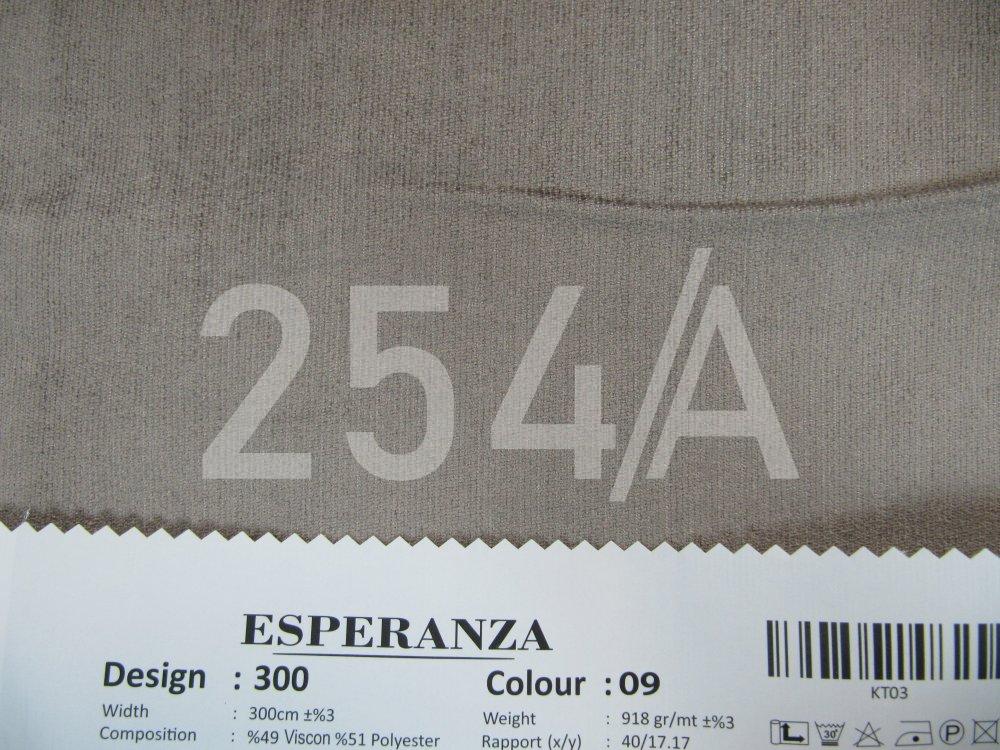 254/A
ESPERANZA
Design : 300
Colour : 09
Width : 300cm ±%3
Weight : 918 gr/mt ±%3
Composition : %49 Viscon %51 Polyester
Rapport (x/y) : 40/17.17
KT03
30°
P